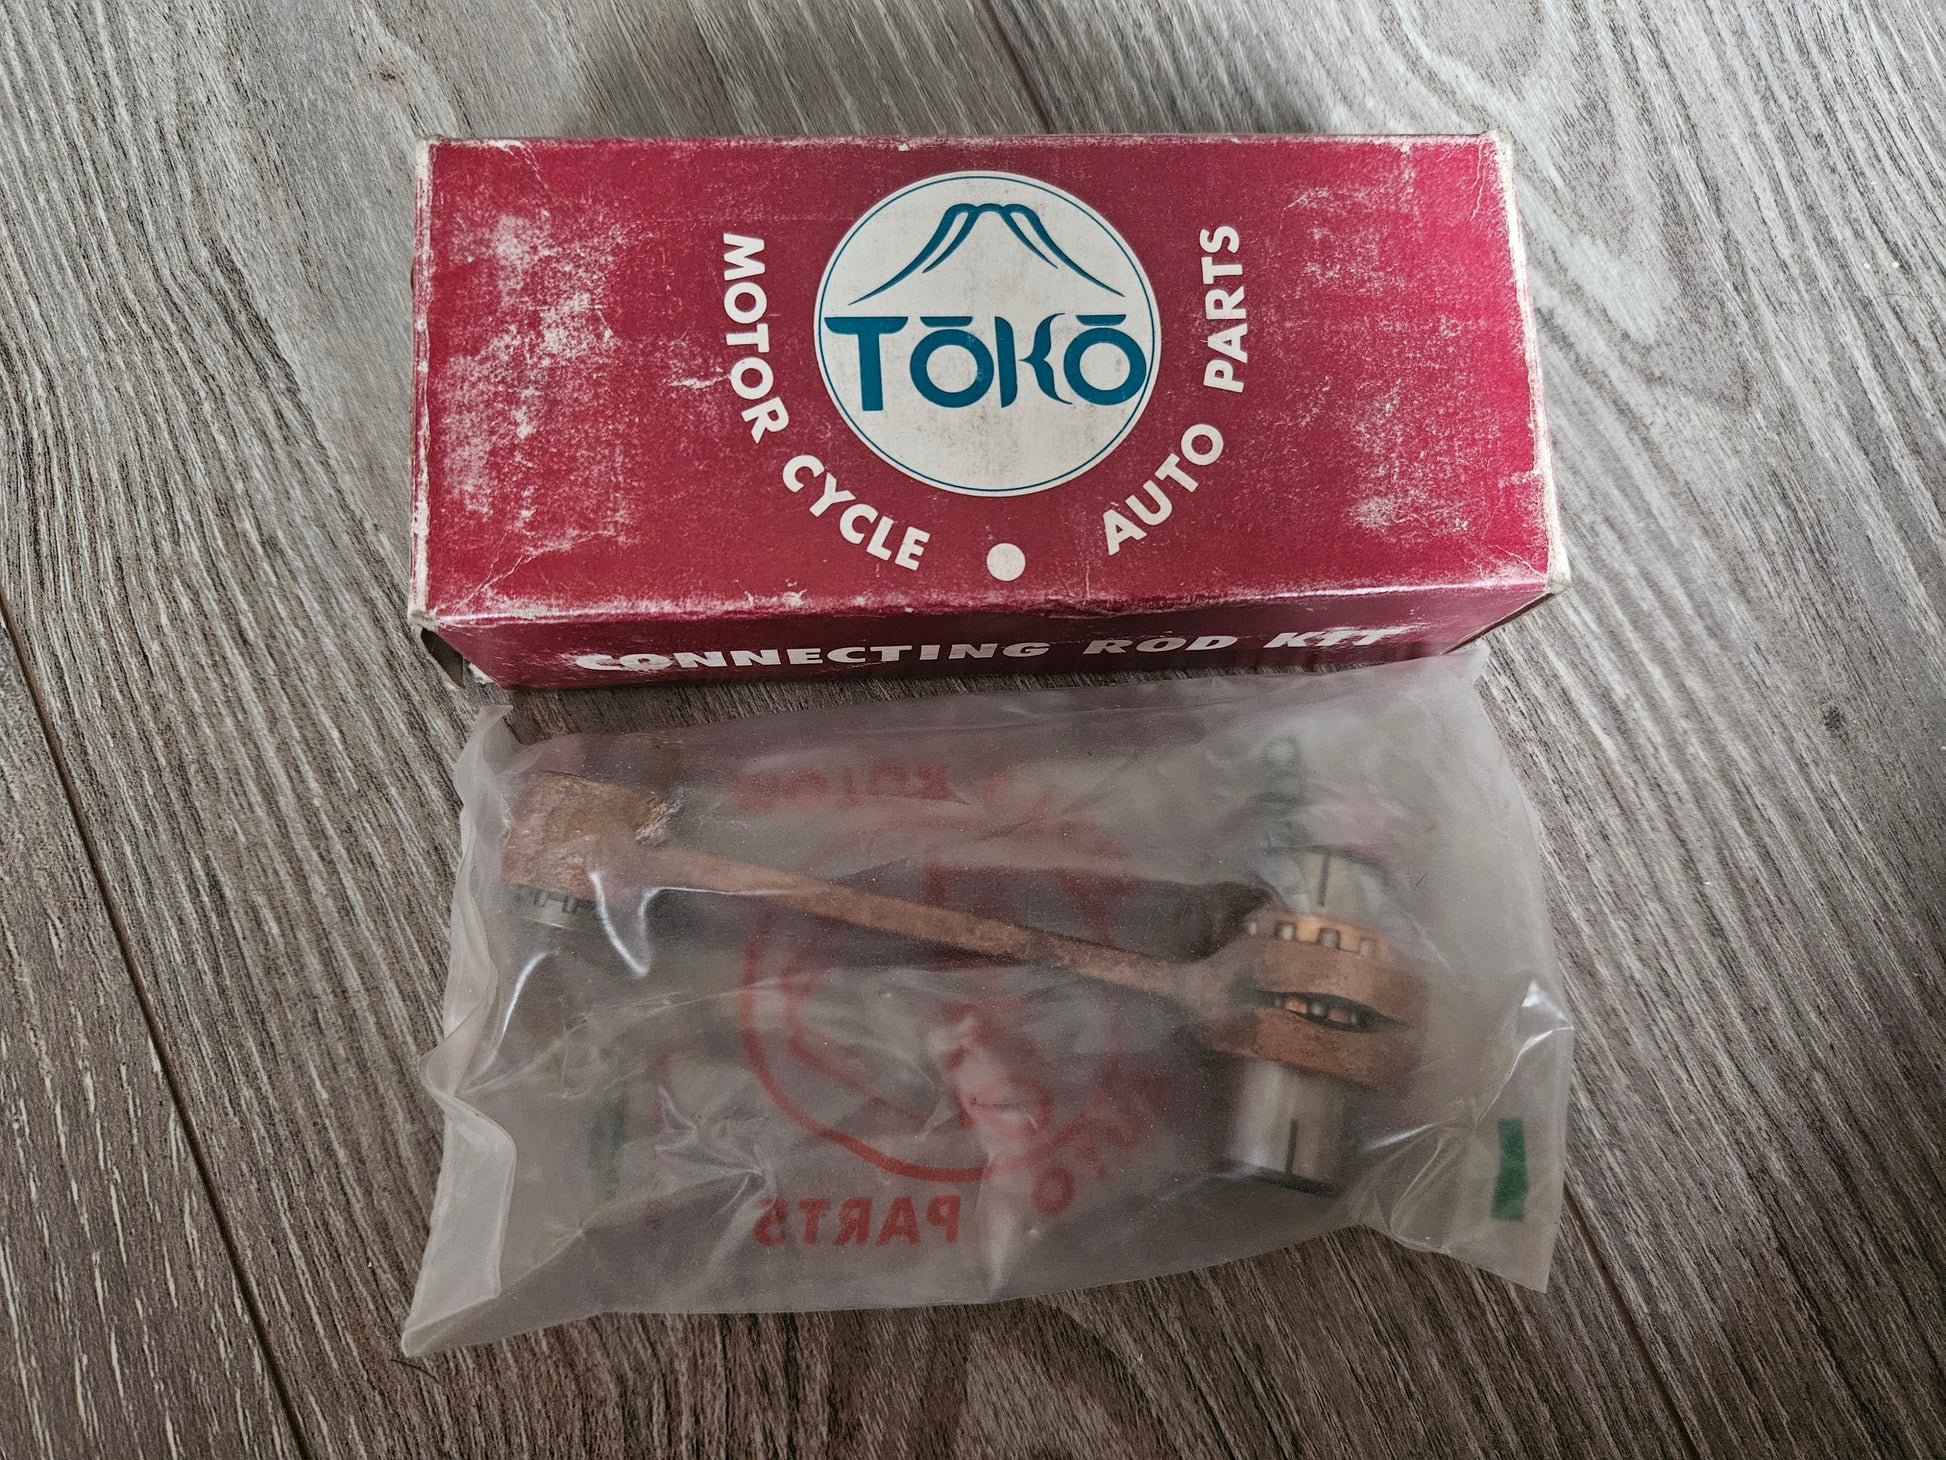 TōKō
MOTOR CYCLE • AUTO PARTS
CONNECTING ROD KIT
PARTS